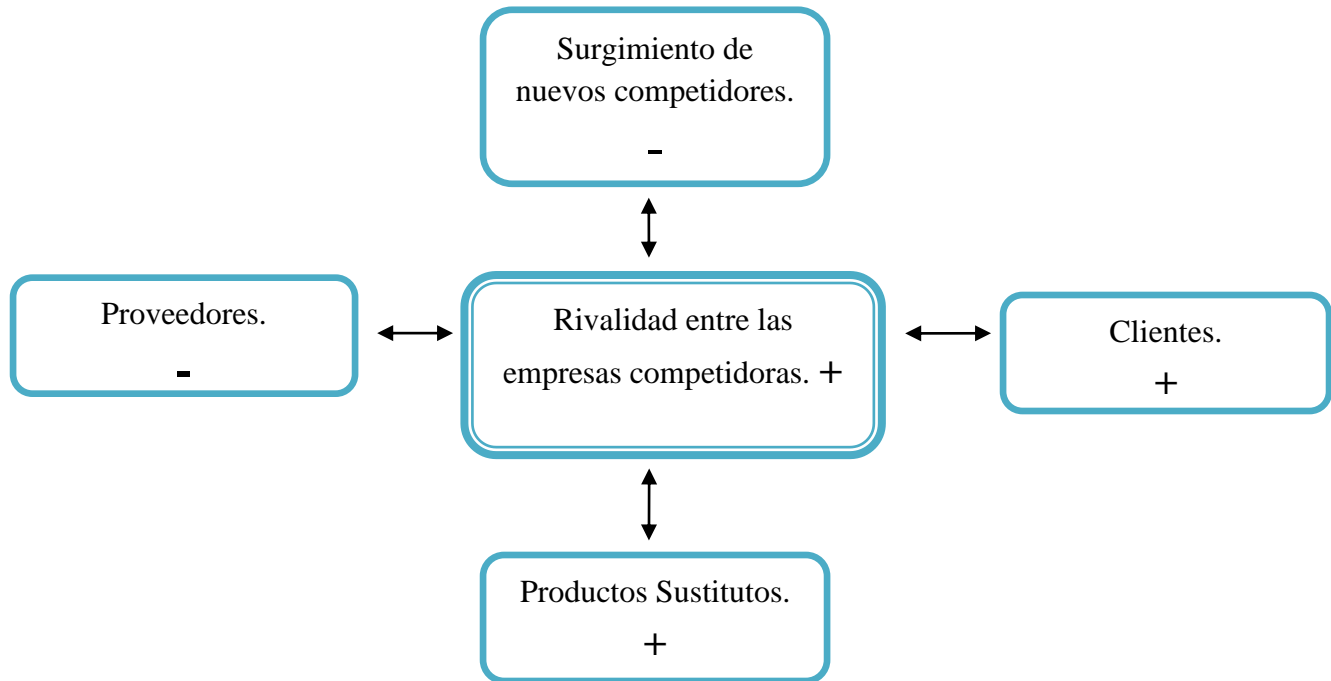 Surgimiento de
nuevos competidores.
-
Proveedores.
-
Rivalidad entre las
empresas competidoras. +
Clientes.
+
Productos Sustitutos.
+